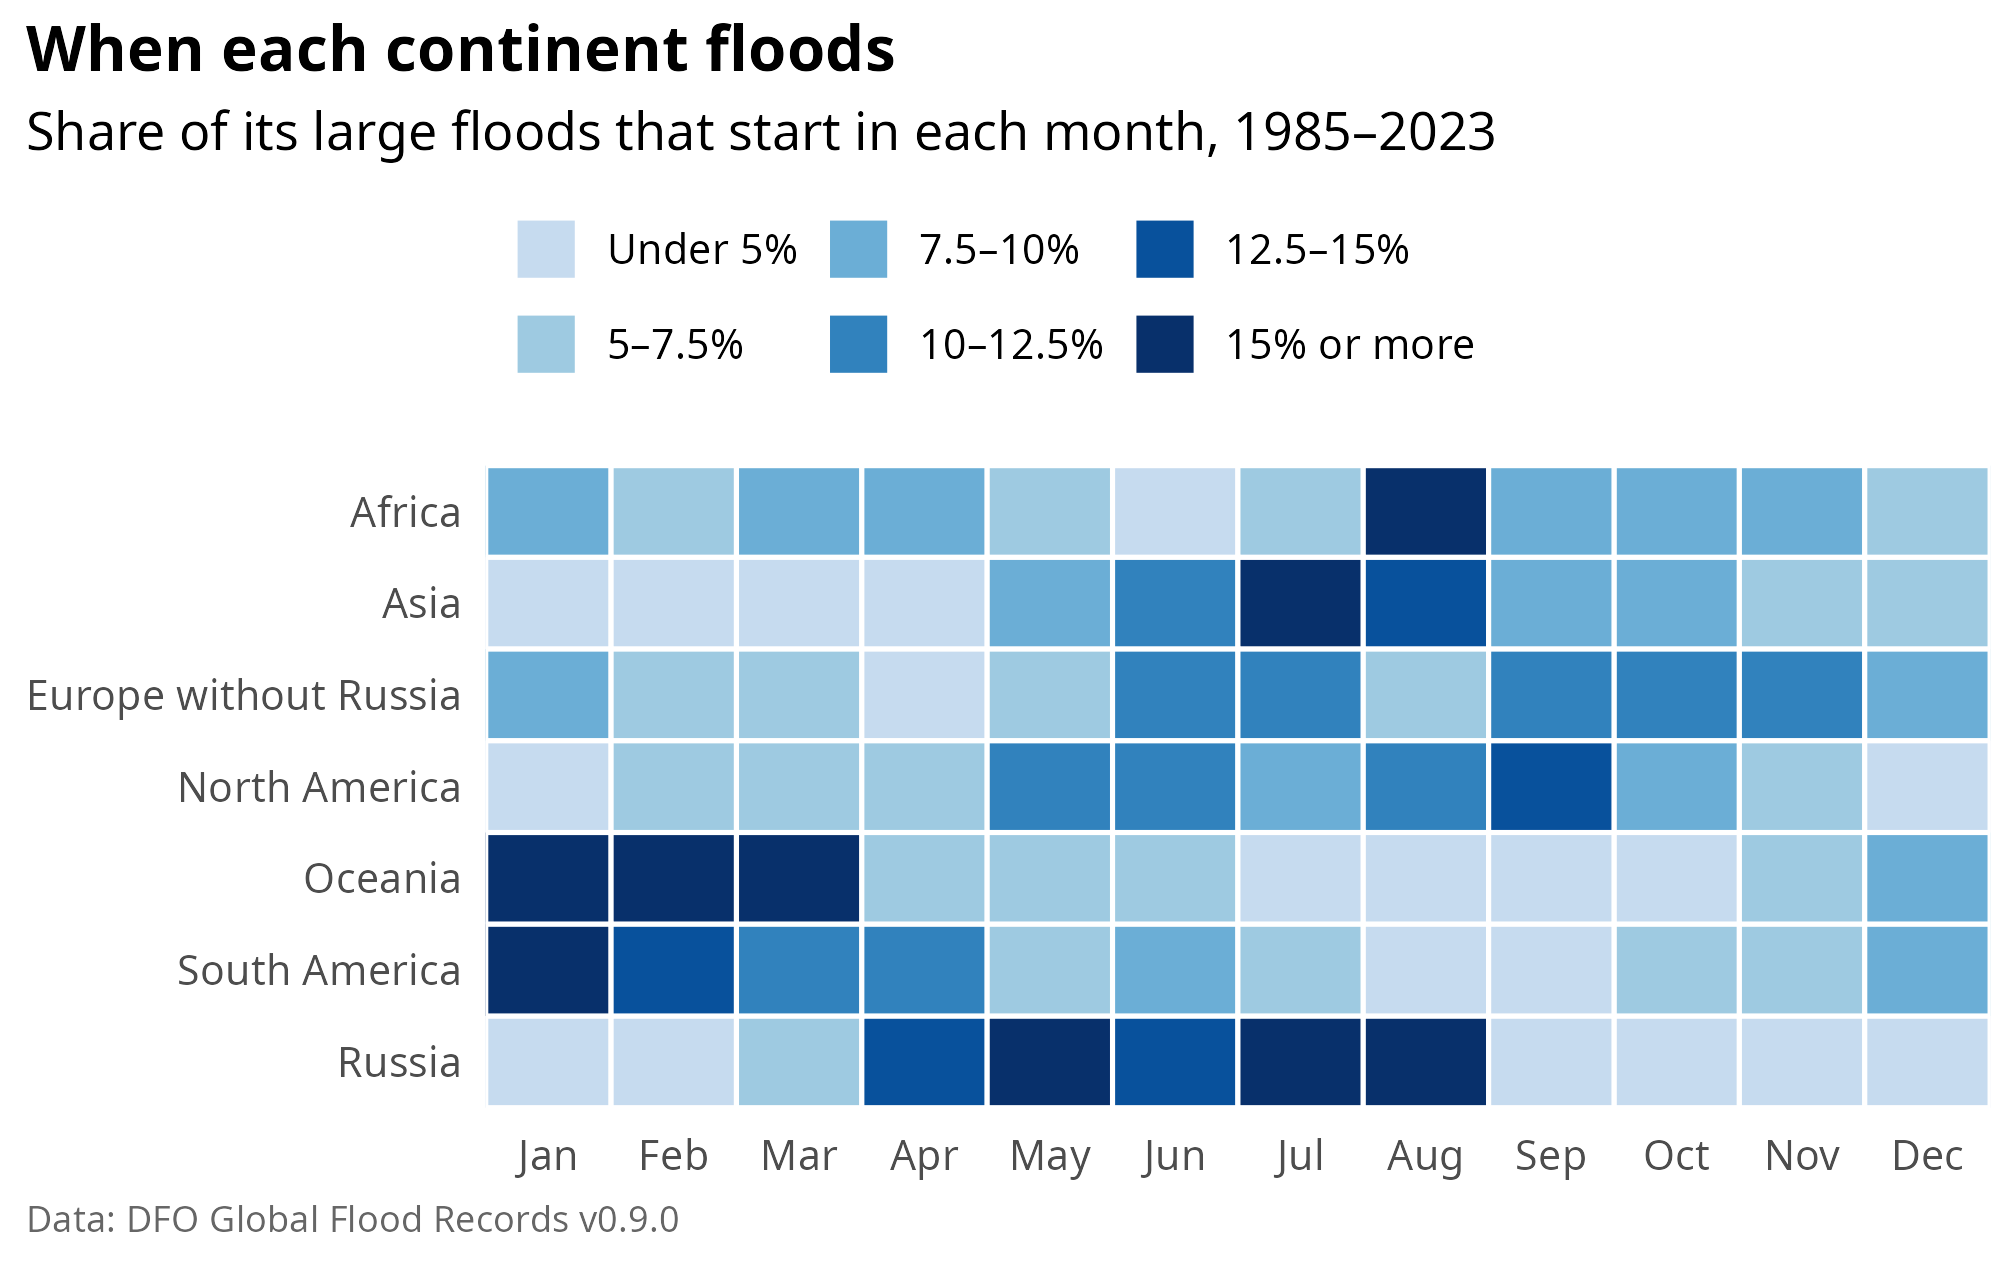 When each continent floods
Share of its large floods that start in each month, 1985–2023
Under 5% 7.5–10% 12.5–15%
5–7.5% 10–12.5% 15% or more
Africa
Asia
Europe without Russia
North America
Oceania
South America
Russia
Jan Feb Mar Apr May Jun Jul Aug Sep Oct Nov Dec
Data: DFO Global Flood Records v0.9.0